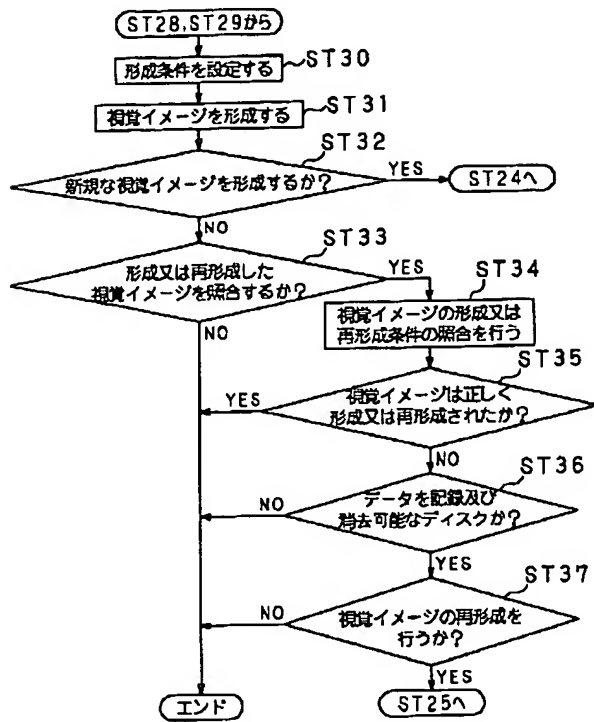 ST28,ST29から
ST30
形成条件を設定する
ST31
視覚イメージを形成する
ST32
新規な視覚イメージを形成するか?
YES
ST24へ
NO
ST33
形成又は再形成した
視覚イメージを照合するか?
YES
NO
ST34
視覚イメージの形成又は
再形成条件の照合を行う
ST35
視覚イメージは正しく
形成又は再形成されたか?
YES
NO
ST36
データを記録及び
消去可能なディスクか?
NO
YES
ST37
視覚イメージの再形成を
行うか?
NO
YES
エンド
ST25へ